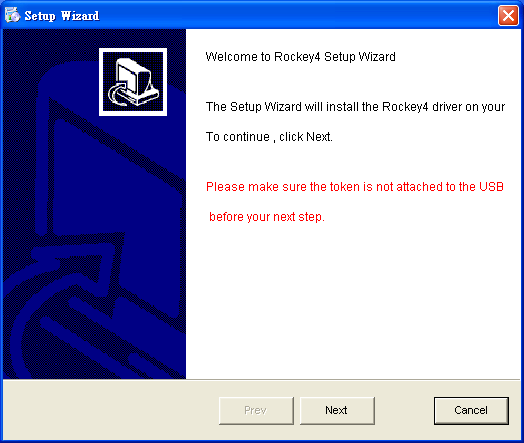 Setup Wizard
Welcome to Rockey4 Setup Wizard
The Setup Wizard will install the Rockey4 driver on your
To continue , click Next.
Please make sure the token is not attached to the USB
before your next step.
Prev
Next
Cancel